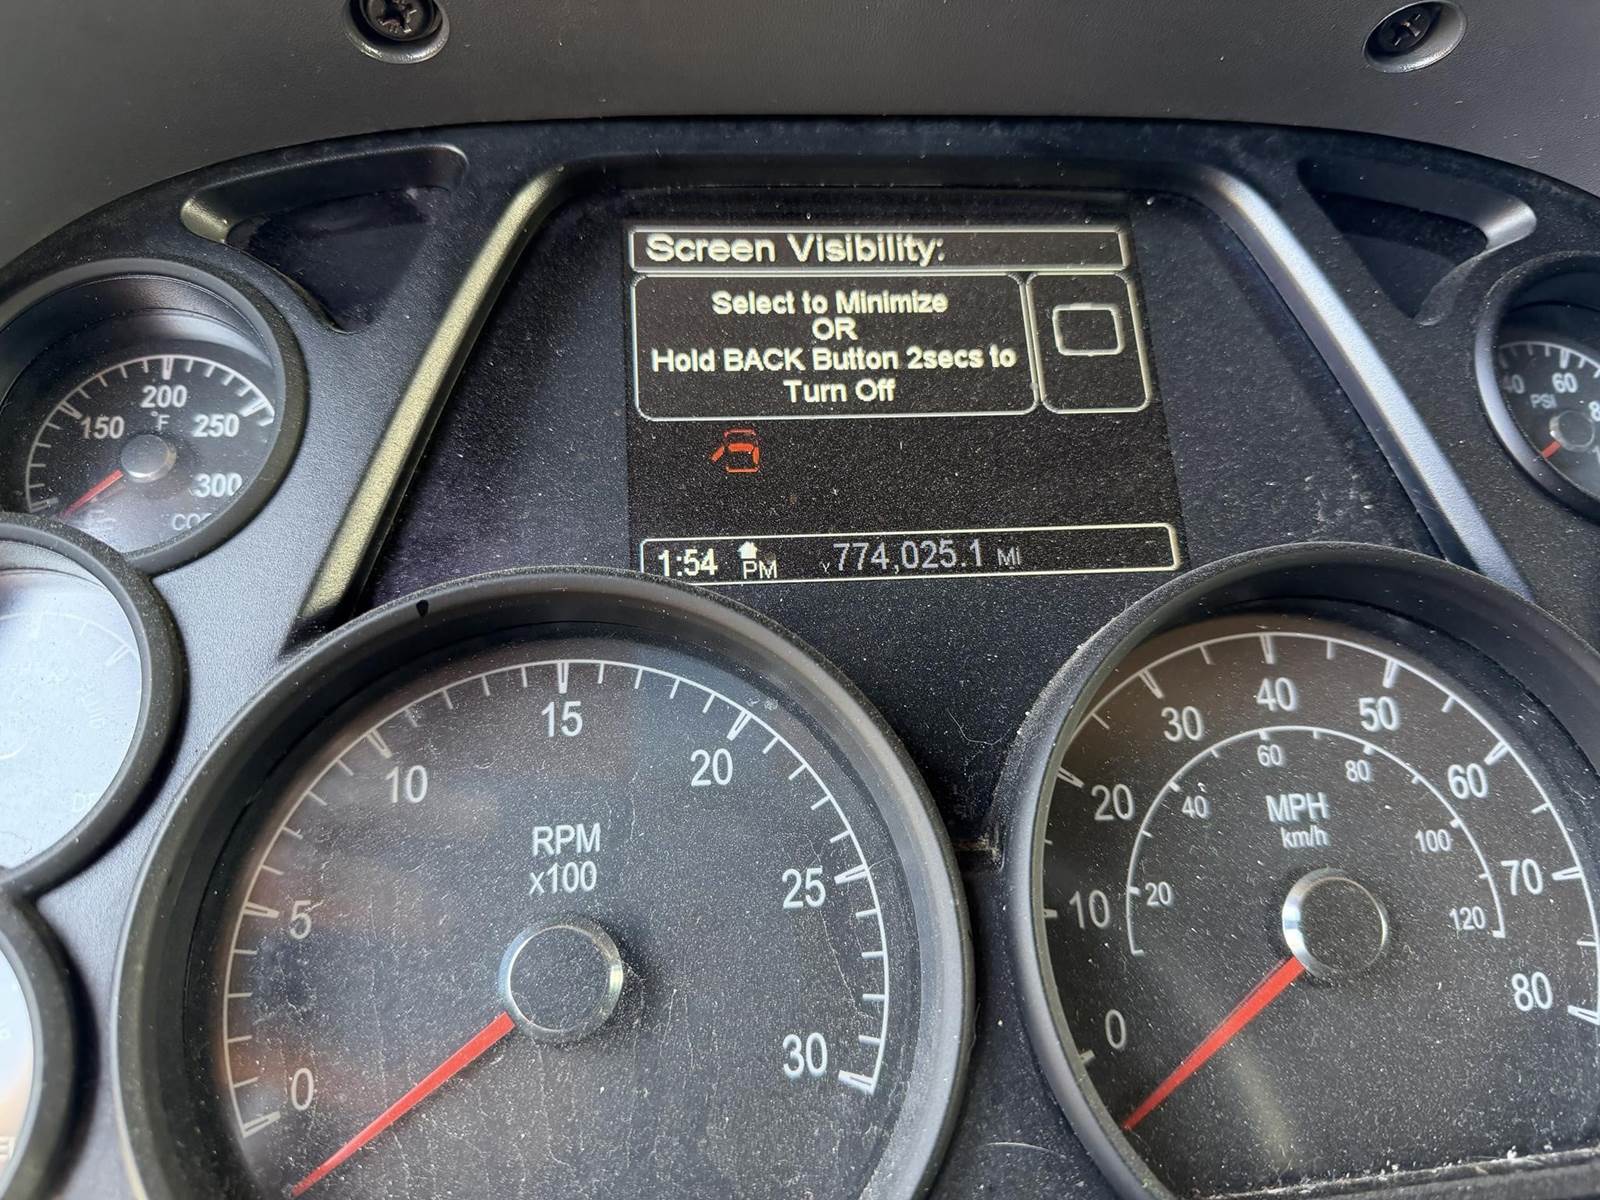 Screen Visibility:
Select to Minimize
OR
Hold BACK Button 2secs to
Turn Off
1:54 PM v774,025.1 MI
150 200 250 300
°F
40 60
PSI
0 5 10 15 20 25 30
RPM
x100
0 10 20 30 40 50 60 70 80
20 40 60 80 100 120
MPH
km/h